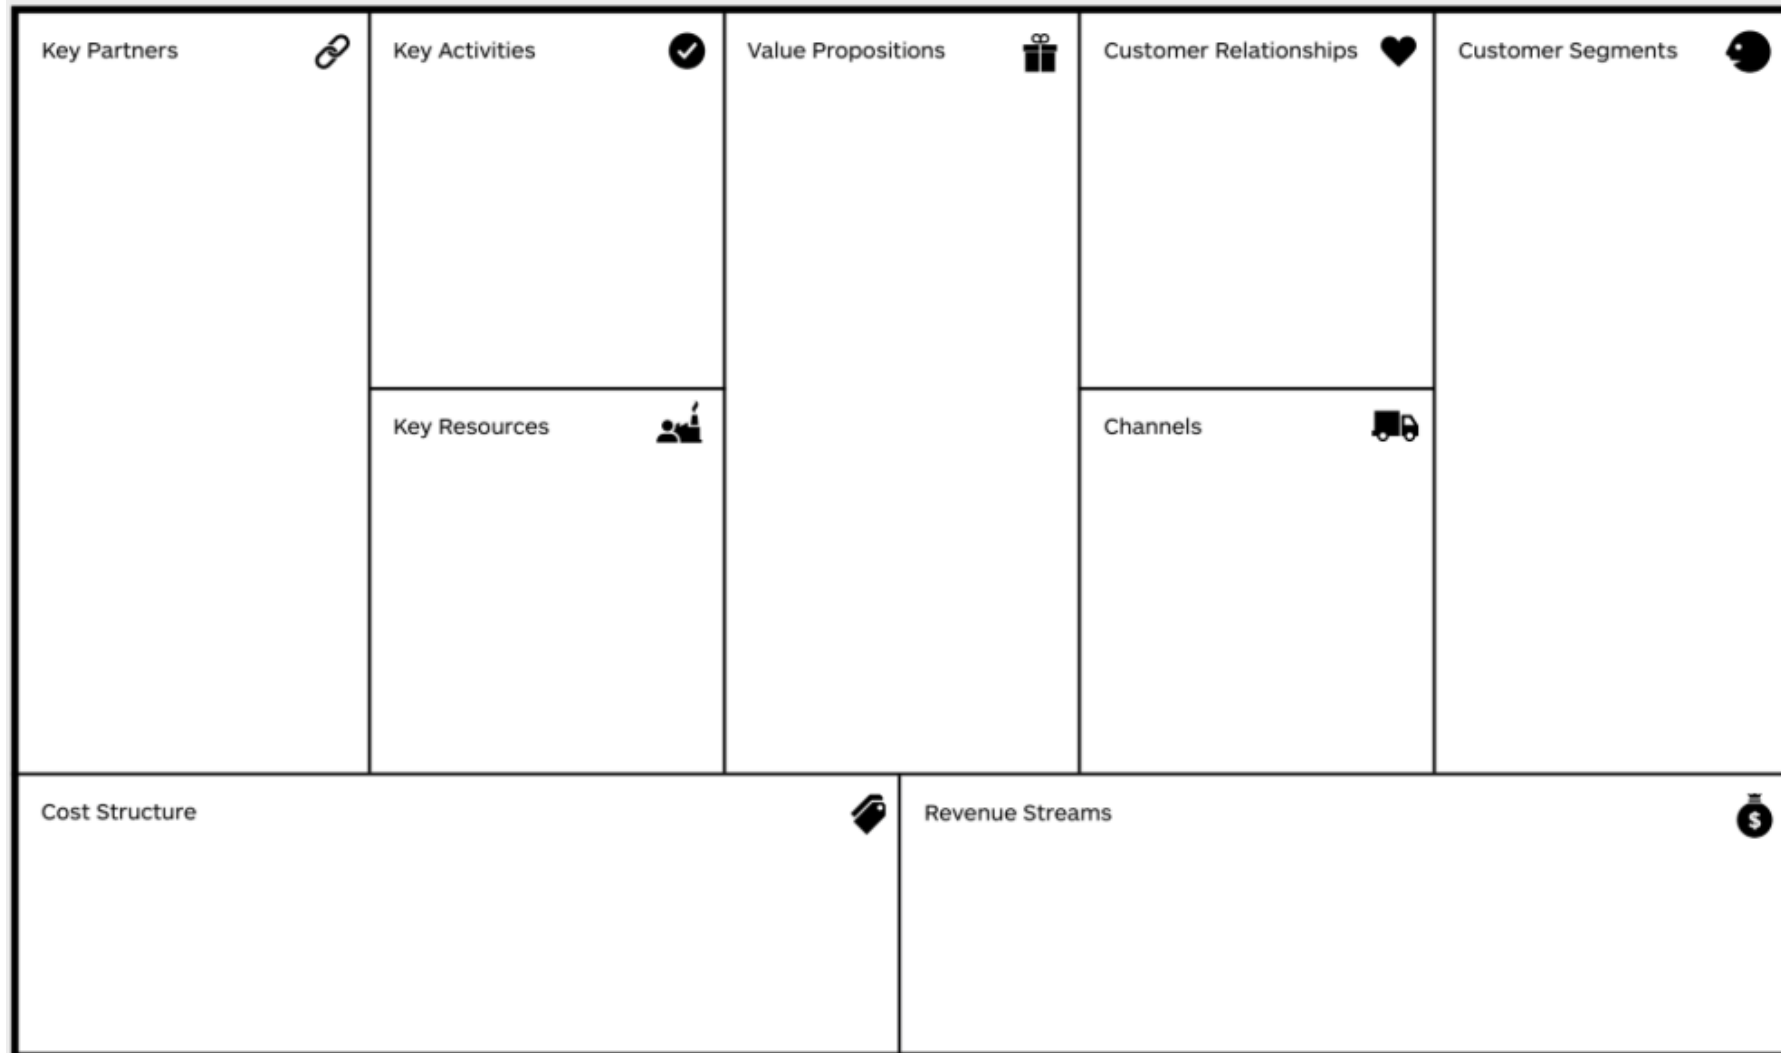 Key Partners
Key Activities
Value Propositions
Customer Relationships
Customer Segments
Key Resources
Channels
Cost Structure
Revenue Streams
$